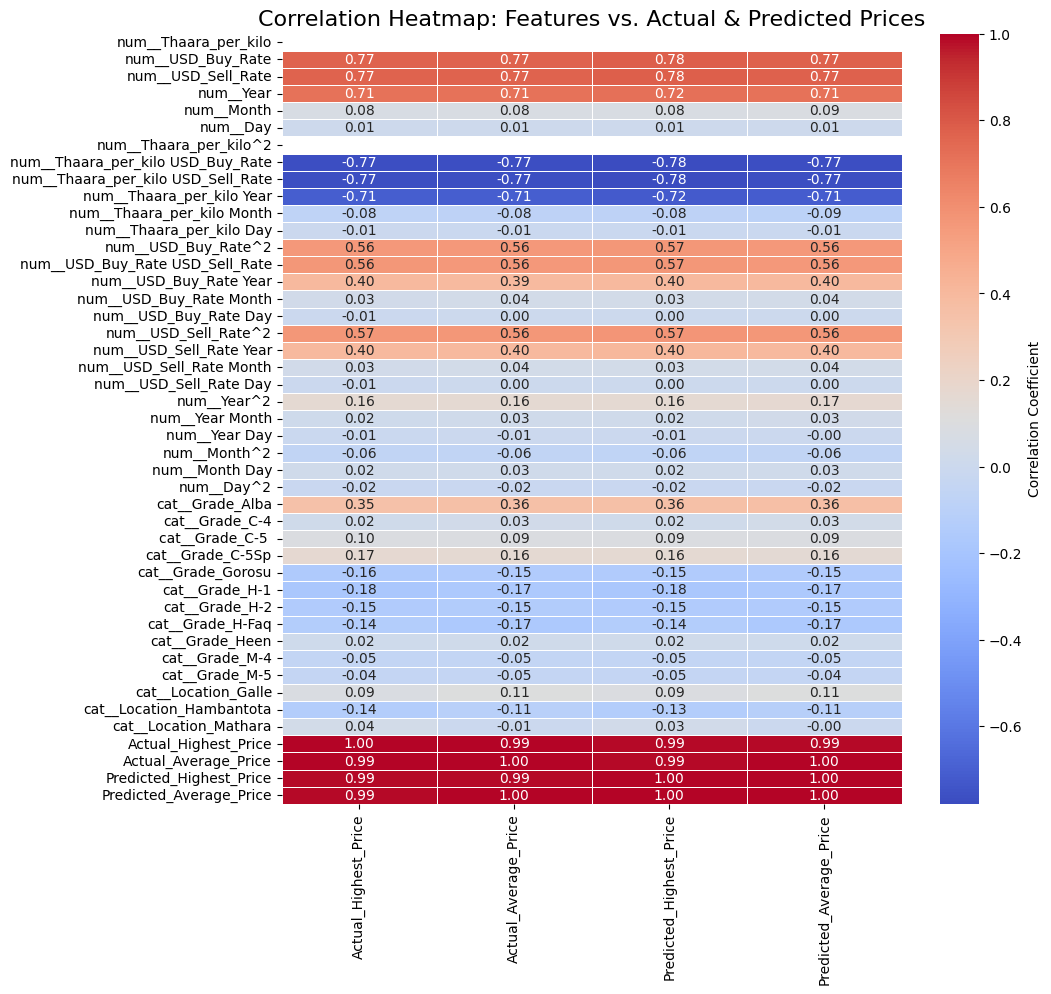 Correlation Heatmap: Features vs. Actual & Predicted Prices
num__Thaara_per_kilo
num__USD_Buy_Rate 0.77 0.77 0.78 0.77
num__USD_Sell_Rate 0.77 0.77 0.78 0.77
num__Year 0.71 0.71 0.72 0.71
num__Month 0.08 0.08 0.08 0.09
num__Day 0.01 0.01 0.01 0.01
num__Thaara_per_kilo^2
num__Thaara_per_kilo USD_Buy_Rate -0.77 -0.77 -0.78 -0.77
num__Thaara_per_kilo USD_Sell_Rate -0.77 -0.77 -0.78 -0.77
num__Thaara_per_kilo Year -0.71 -0.71 -0.72 -0.71
num__Thaara_per_kilo Month -0.08 -0.08 -0.08 -0.09
num__Thaara_per_kilo Day -0.01 -0.01 -0.01 -0.01
num__USD_Buy_Rate^2 0.56 0.56 0.57 0.56
num__USD_Buy_Rate USD_Sell_Rate 0.56 0.56 0.57 0.56
num__USD_Buy_Rate Year 0.40 0.39 0.40 0.40
num__USD_Buy_Rate Month 0.03 0.04 0.03 0.04
num__USD_Buy_Rate Day -0.01 0.00 0.00 0.00
num__USD_Sell_Rate^2 0.57 0.56 0.57 0.56
num__USD_Sell_Rate Year 0.40 0.40 0.40 0.40
num__USD_Sell_Rate Month 0.03 0.04 0.03 0.04
num__USD_Sell_Rate Day -0.01 0.00 0.00 0.00
num__Year^2 0.16 0.16 0.16 0.17
num__Year Month 0.02 0.03 0.02 0.03
num__Year Day -0.01 -0.01 -0.01 -0.00
num__Month^2 -0.06 -0.06 -0.06 -0.06
num__Month Day 0.02 0.03 0.02 0.03
num__Day^2 -0.02 -0.02 -0.02 -0.02
cat__Grade_Alba 0.35 0.36 0.36 0.36
cat__Grade_C-4 0.02 0.03 0.02 0.03
cat__Grade_C-5 0.10 0.09 0.09 0.09
cat__Grade_C-5Sp 0.17 0.16 0.16 0.16
cat__Grade_Gorosu -0.16 -0.15 -0.15 -0.15
cat__Grade_H-1 -0.18 -0.17 -0.18 -0.17
cat__Grade_H-2 -0.15 -0.15 -0.15 -0.15
cat__Grade_H-Faq -0.14 -0.17 -0.14 -0.17
cat__Grade_Heen 0.02 0.02 0.02 0.02
cat__Grade_M-4 -0.05 -0.05 -0.05 -0.05
cat__Grade_M-5 -0.04 -0.05 -0.05 -0.04
cat__Location_Galle 0.09 0.11 0.09 0.11
cat__Location_Hambantota -0.14 -0.11 -0.13 -0.11
cat__Location_Mathara 0.04 -0.01 0.03 -0.00
Actual_Highest_Price 1.00 0.99 0.99 0.99
Actual_Average_Price 0.99 1.00 0.99 1.00
Predicted_Highest_Price 0.99 0.99 1.00 1.00
Predicted_Average_Price 0.99 1.00 1.00 1.00
Actual_Highest_Price
Actual_Average_Price
Predicted_Highest_Price
Predicted_Average_Price
1.0
0.8
0.6
0.4
0.2
0.0
−0.2
−0.4
−0.6
Correlation Coefficient